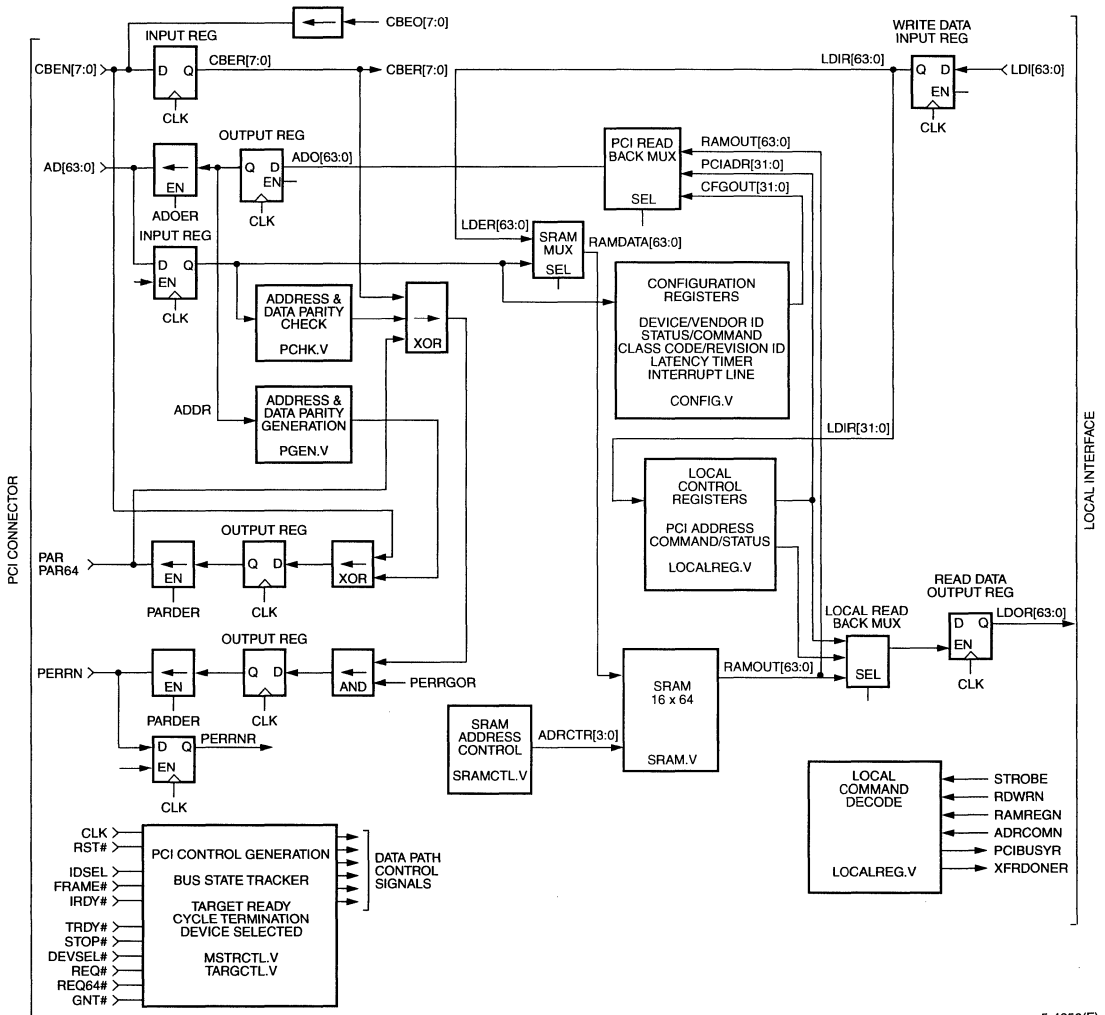 CBEO[7:0]
INPUT REG
CBEN[7:0]
D Q
CBER[7:0]
CBER[7:0]
CLK
WRITE DATA
INPUT REG
LDIR[63:0]
Q D
EN
LDI[63:0]
CLK
OUTPUT REG
AD[63:0]
EN
ADOER
Q D
EN
ADO[63:0]
CLK
PCI READ
BACK MUX
SEL
RAMOUT[63:0]
PCIADR[31:0]
CFGOUT[31:0]
INPUT REG
D Q
EN
CLK
LDER[63:0]
SRAM
MUX
SEL
RAMDATA[63:0]
ADDRESS &
DATA PARITY
CHECK
PCHK.V
XOR
CONFIGURATION
REGISTERS
DEVICE/VENDOR ID
STATUS/COMMAND
CLASS CODE/REVISION ID
LATENCY TIMER
INTERRUPT LINE
CONFIG.V
ADDR
ADDRESS &
DATA PARITY
GENERATION
PGEN.V
LDIR[31:0]
LOCAL
CONTROL
REGISTERS
PCI ADDRESS
COMMAND/STATUS
LOCALREG.V
PCI CONNECTOR
LOCAL INTERFACE
OUTPUT REG
PAR
PAR64
EN
PARDER
Q D
CLK
XOR
OUTPUT REG
PERRN
EN
PARDER
Q D
CLK
AND
PERRGOR
D Q
EN
PERRNR
CLK
READ DATA
OUTPUT REG
LOCAL READ
BACK MUX
SEL
D Q
EN
CLK
LDOR[63:0]
RAMOUT[63:0]
SRAM
16 x 64
SRAM.V
SRAM
ADDRESS
CONTROL
SRAMCTL.V
ADRCTR[3:0]
LOCAL
COMMAND
DECODE
LOCALREG.V
STROBE
RDWRN
RAMREGN
ADRCOMN
PCIBUSYR
XFRDONER
CLK
RST#
IDSEL
FRAME#
IRDY#
TRDY#
STOP#
DEVSEL#
REQ#
REQ64#
GNT#
PCI CONTROL GENERATION
BUS STATE TRACKER
TARGET READY
CYCLE TERMINATION
DEVICE SELECTED
MSTRCTL.V
TARGCTL.V
DATA PATH
CONTROL
SIGNALS